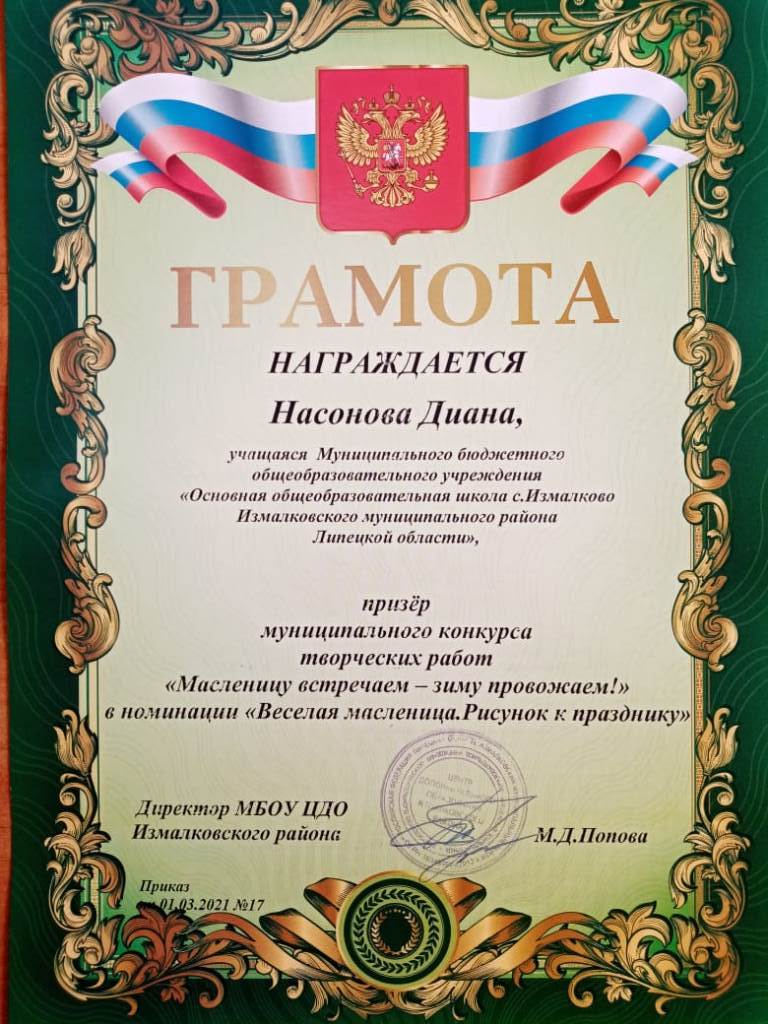 ГРАМОТА
НАГРАЖДАЕТСЯ
Насонова Диана,
учащаяся Муниципального бюджетного
общеобразовательного учреждения
«Основная общеобразовательная школа с.Измалково
Измалковского муниципального района
Липецкой области»,
призёр
муниципального конкурса
творческих работ
«Масленицу встречаем – зиму провожаем!»
в номинации «Веселая масленица.Рисунок к празднику»
ЦЕНТР
Директор МБОУ ЦДО
Измалковского района
М.Д.Попова
Приказ
01.03.2021 №17